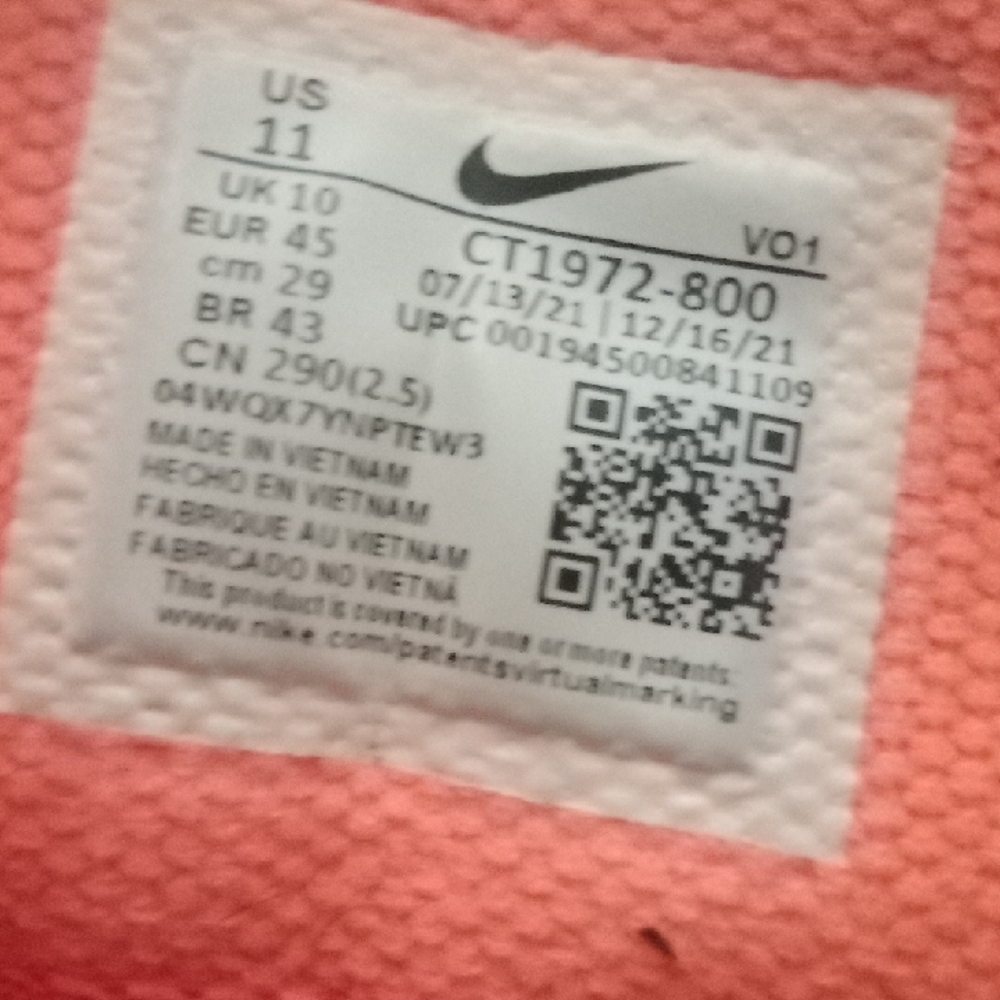 US
11
UK 10
EUR 45
cm 29
BR 43
CN 290(2.5)
04WQX7YNPTEW3
MADE IN VIETNAM
HECHO EN VIETNAM
FABRIQUE AU VIETNAM
FABRICADO NO VIETNÃ
This product is covered by one or more patents:
www.nike.com/patentsvirtualmarking
VO1
CT1972-800
07/13/21 | 12/16/21
UPC 00194500841109